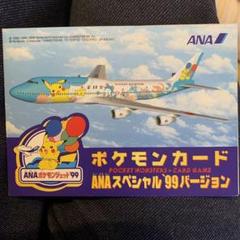 ANA
ANAポケモンジェット'99
ポケモンカード
POCKET MONSTERS CARD GAME
ANAスペシャル'99バージョン